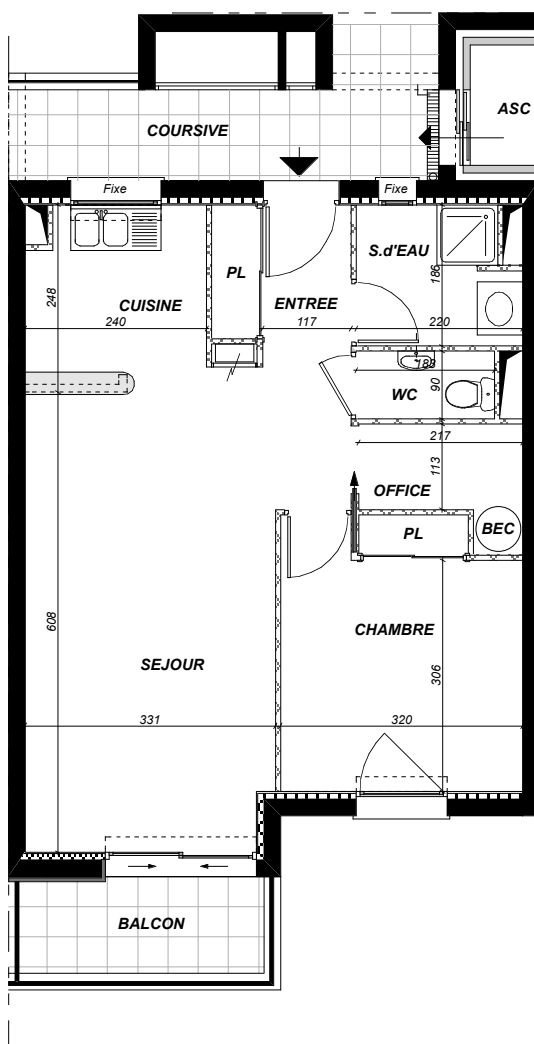 ASC
COURSIVE
Fixe
Fixe
S.d'EAU
PL
186
248
CUISINE
ENTREE
240
117
220
183
WC
90
217
113
OFFICE
PL
BEC
608
CHAMBRE
SEJOUR
306
331
320
BALCON